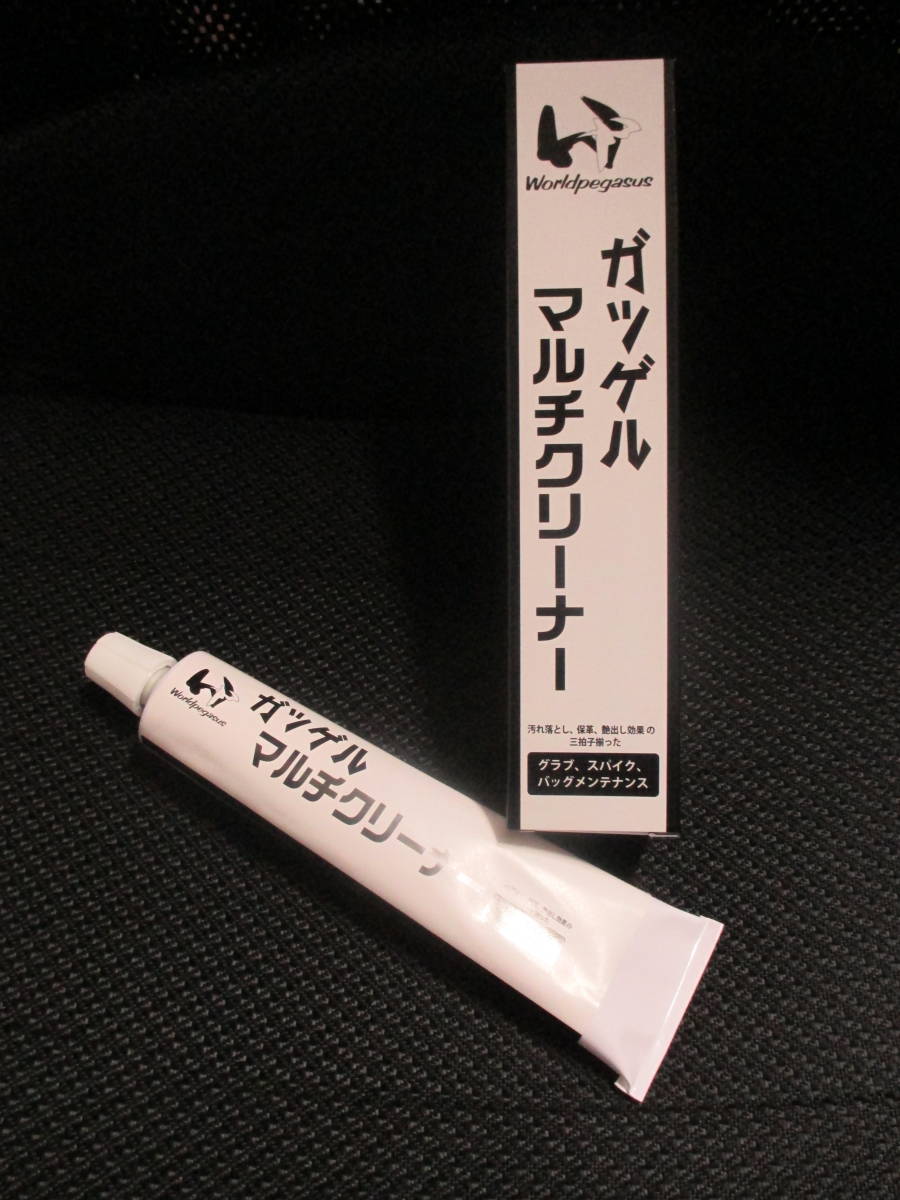 Worldpegasus
ガツゲル
マルチクリーナー
汚れ落とし、保革、艶出し効果の
三拍子揃った
グラブ、スパイク、
バッグメンテナンス
Worldpegasus
ガツゲル
マルチクリーナ